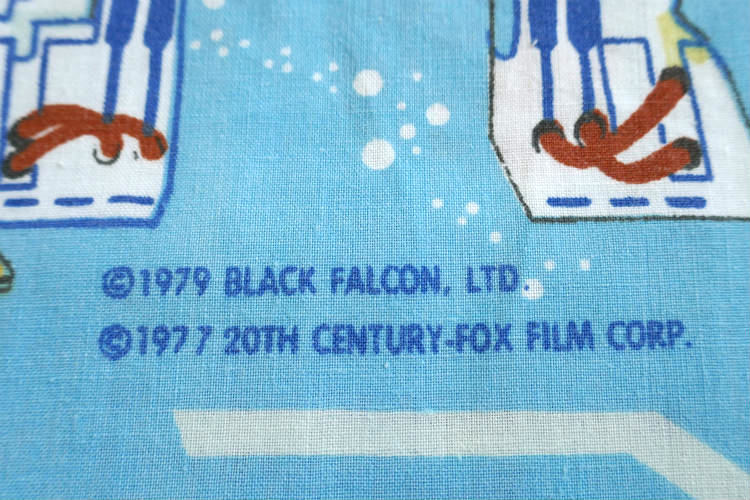 ©1979 BLACK FALCON, LTD.
©1977 20TH CENTURY-FOX FILM CORP.